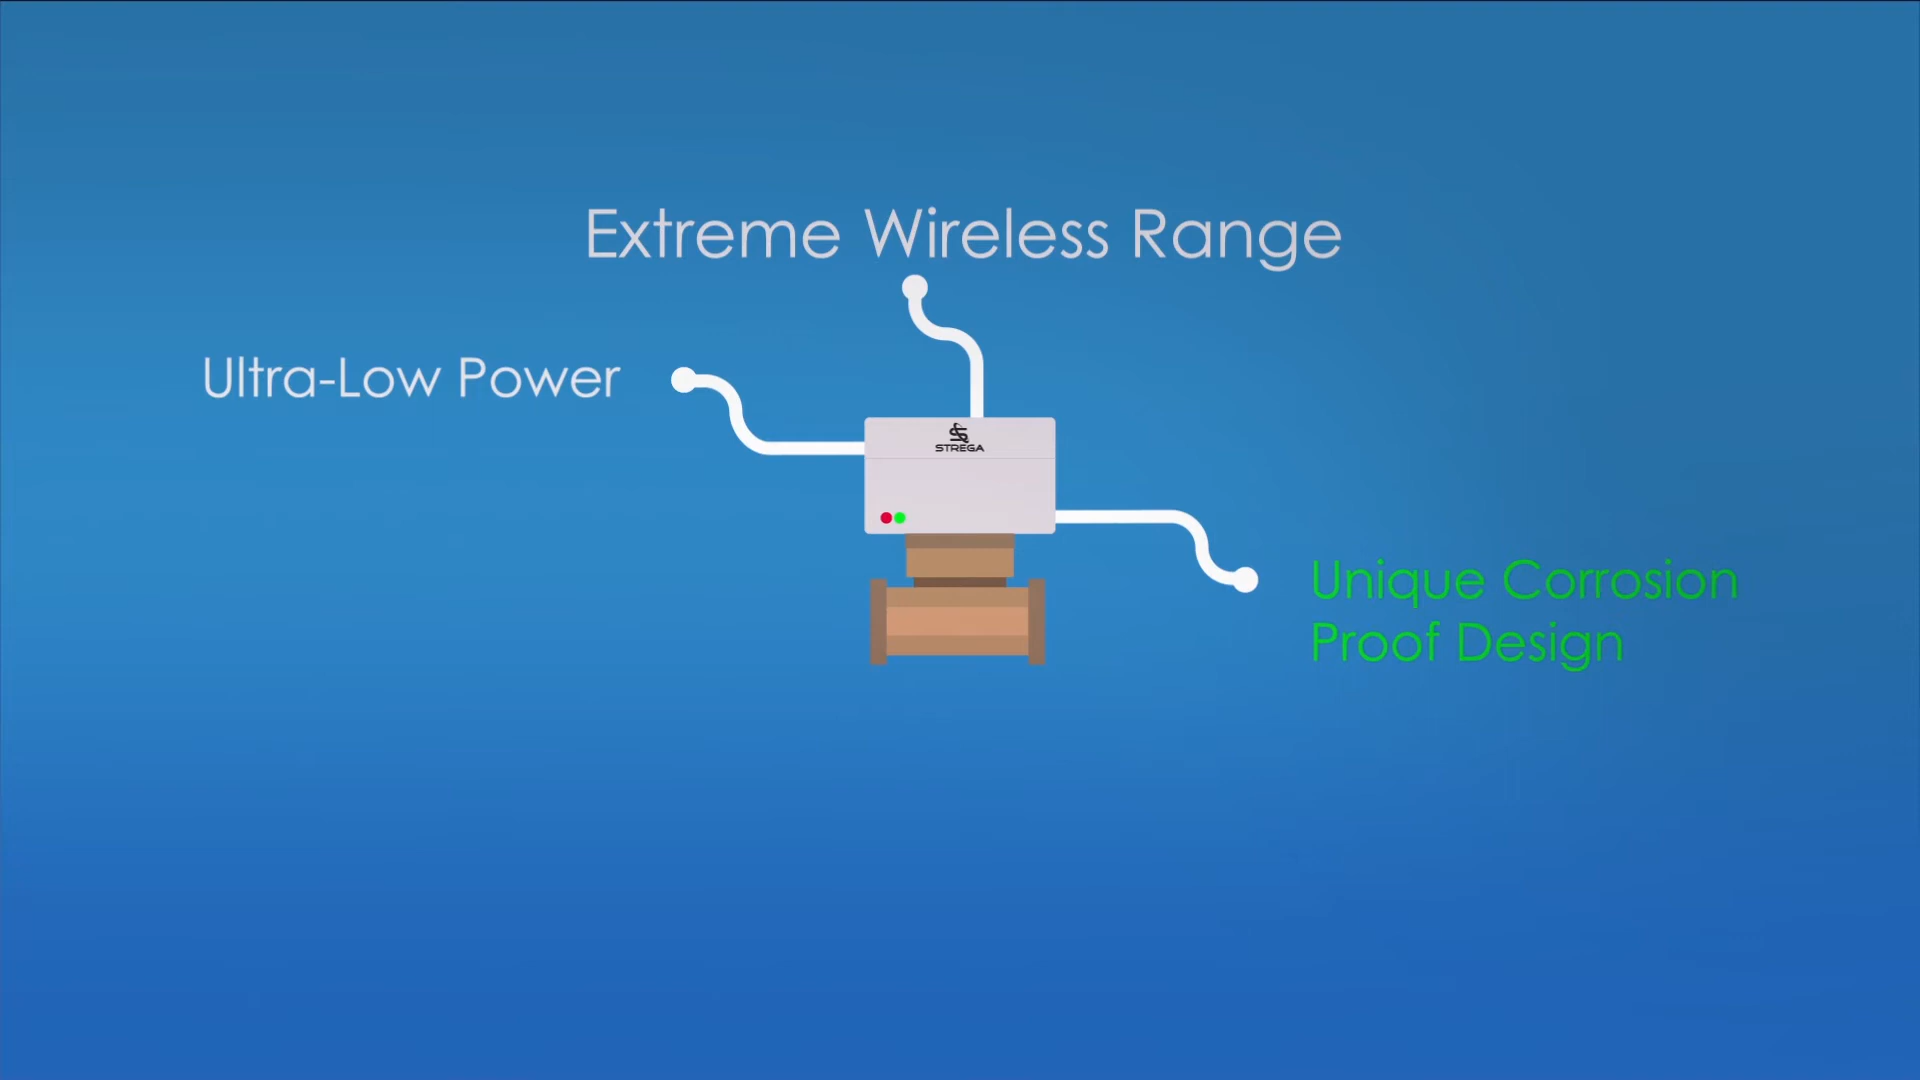 Extreme Wireless Range
Ultra-Low Power
STREGA
Unique Corrosion
Proof Design